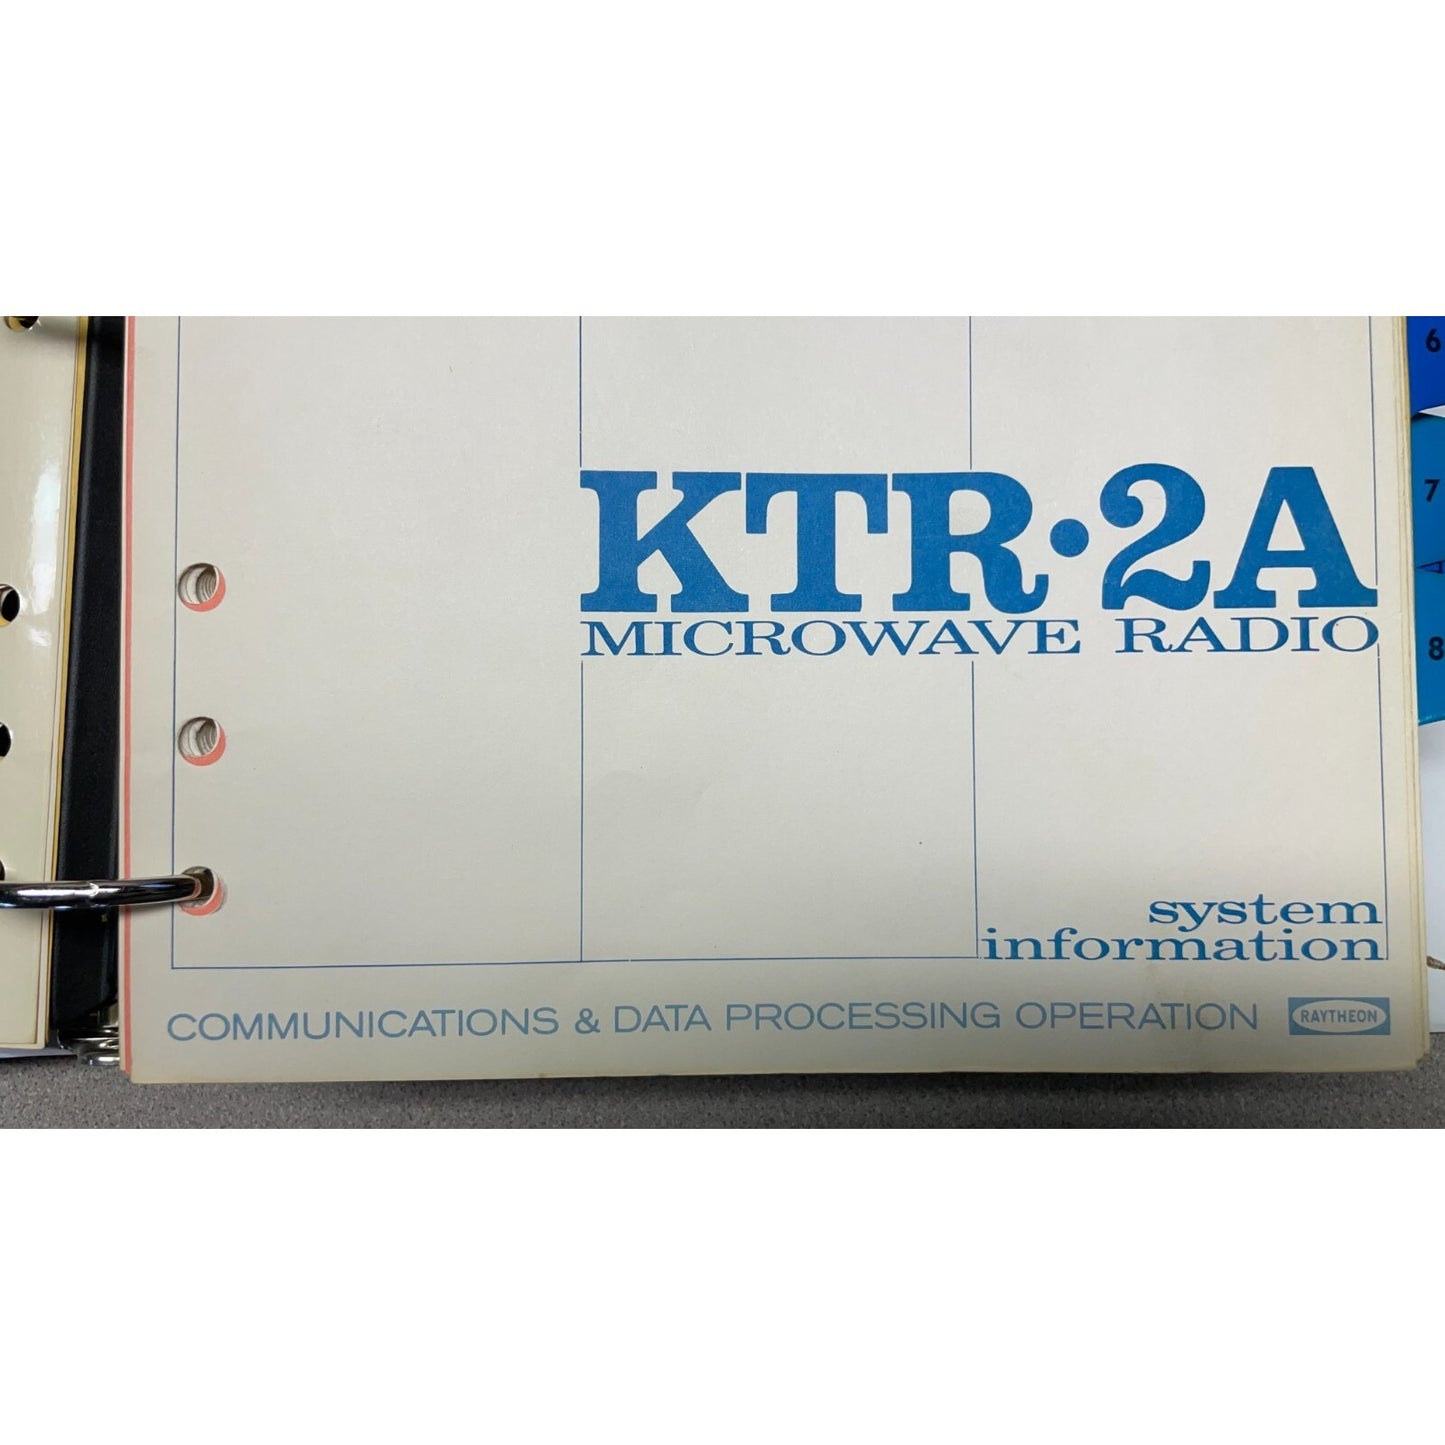 6
7
8
KTR·2A
MICROWAVE RADIO
system
information
COMMUNICATIONS & DATA PROCESSING OPERATION
RAYTHEON